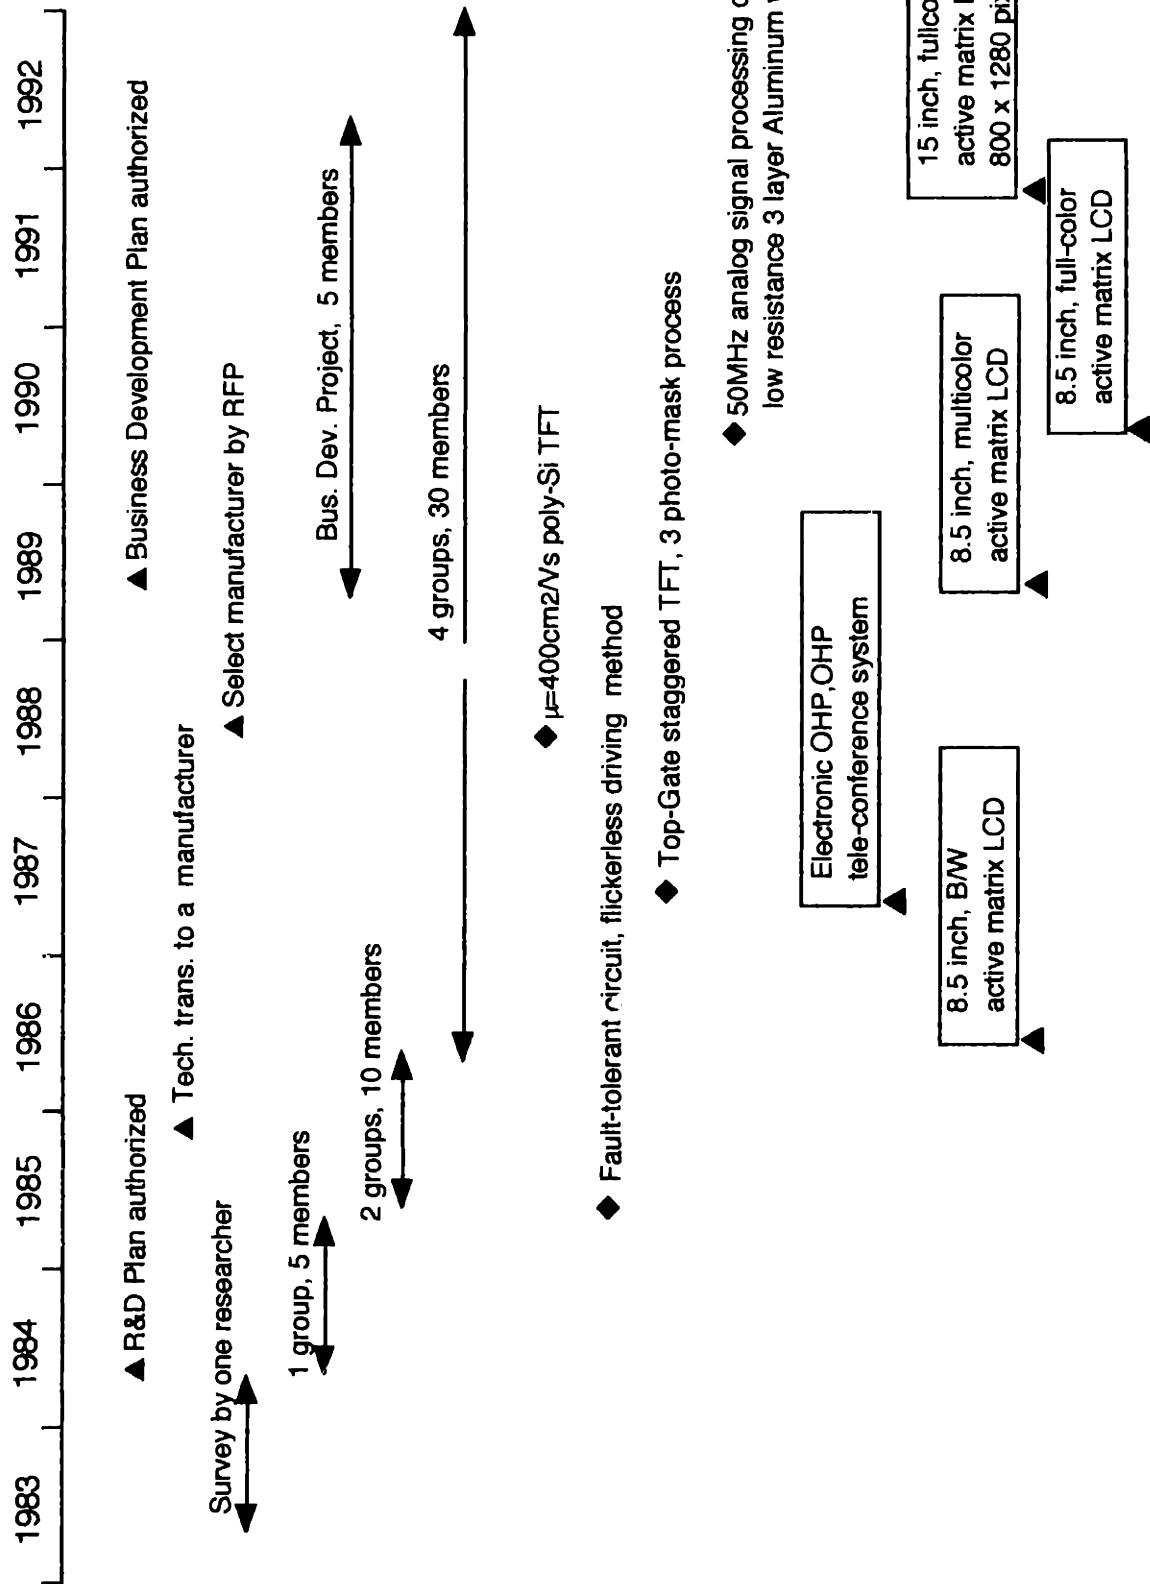 1983 1984 1985 1986 1987 1988 1989 1990 1991 1992
R&D Plan authorized
Business Development Plan authorized
Tech. trans. to a manufacturer
Survey by one researcher
Select manufacturer by RFP
1 group, 5 members
Bus. Dev. Project, 5 members
2 groups, 10 members
4 groups, 30 members
μ=400cm2/Vs poly-Si TFT
Fault-tolerant circuit, flickerless driving method
Top-Gate staggered TFT, 3 photo-mask process
50MHz analog signal processing
low resistance 3 layer Aluminum
Electronic OHP,OHP
tele-conference system
8.5 inch, B/W
active matrix LCD
8.5 inch, multicolor
active matrix LCD
15 inch,
active matrix
800 x 1280
8.5 inch, full-color
active matrix LCD